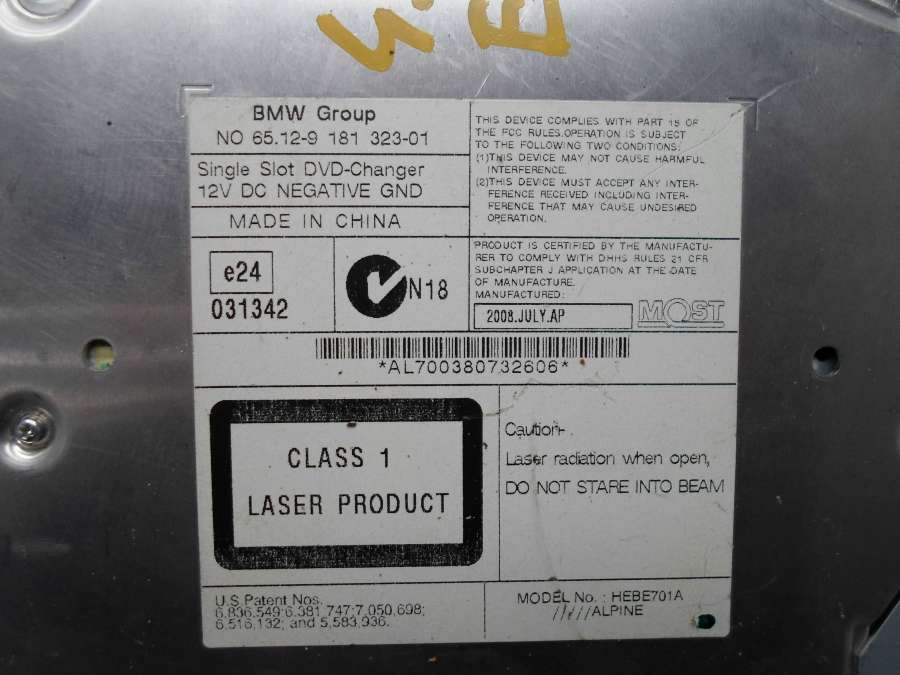 BMW Group
NO 65.12-9 181 323-01
Single Slot DVD-Changer
12V DC NEGATIVE GND
MADE IN CHINA
THIS DEVICE COMPLIES WITH PART 15 OF
THE FCC RULES.OPERATION IS SUBJECT
TO THE FOLLOWING TWO CONDITIONS:
(1)THIS DEVICE MAY NOT CAUSE HARMFUL
INTERFERENCE.
(2)THIS DEVICE MUST ACCEPT ANY INTER-
FERENCE RECEIVED INCLUDING INTER-
FERENCE THAT MAY CAUSE UNDESIRED
OPERATION.
e24
031342
N18
PRODUCT IS CERTIFIED BY THE MANUFACTU-
RER TO COMPLY WITH DHHS RULES 21 CFR
SUBCHAPTER J APPLICATION AT THE DATE
OF MANUFACTURE.
MANUFACTURED:
2008.JULY.AP
MOST
*AL700380732606*
CLASS 1
LASER PRODUCT
Caution-
Laser radiation when open,
DO NOT STARE INTO BEAM
U.S Patent Nos.
6,836,549;6,381,747;7,050,698;
6,516,132; and 5,583,936.
MODEL No. : HEBE701A
ALPINE